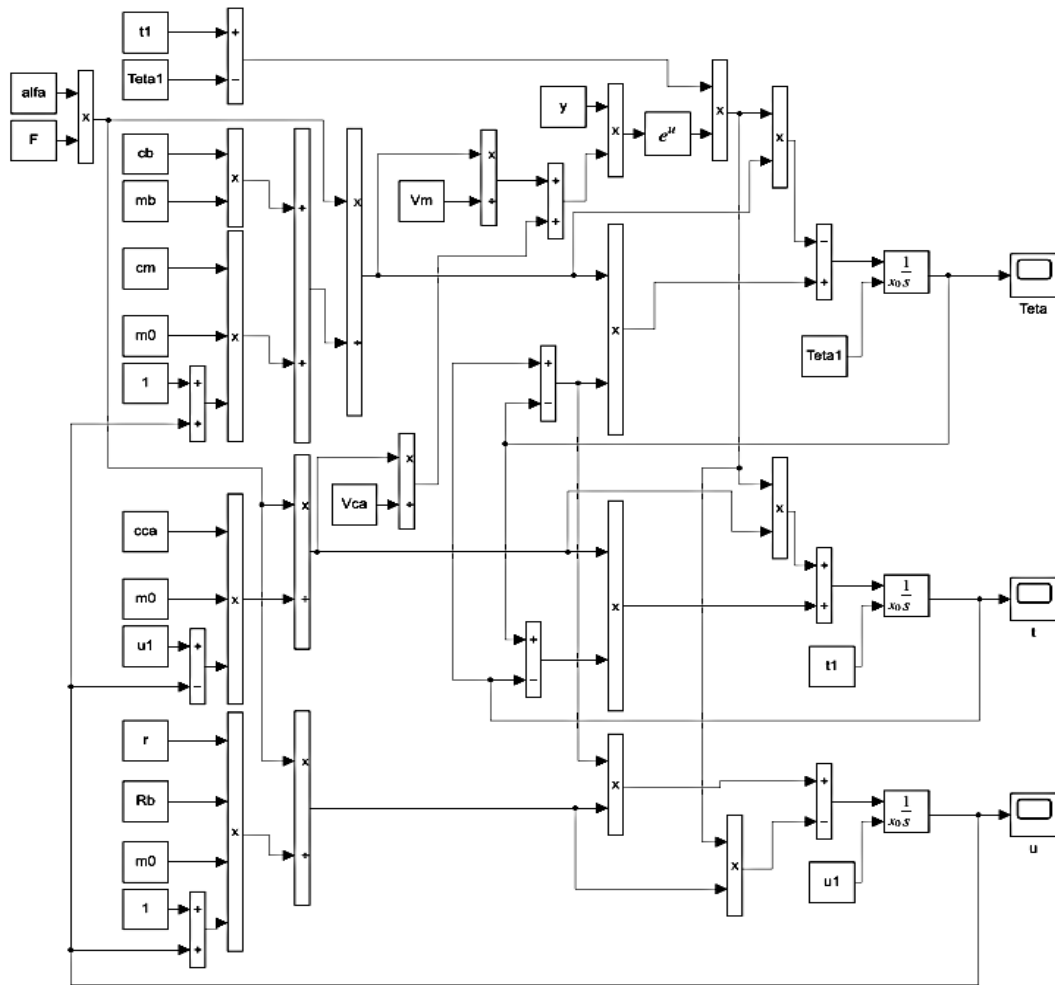 t1
Teta1
alfa
F
cb
mb
cm
m0
1
Vm
y
e^u
1
x₀ s
Teta
Teta1
Vca
cca
m0
u1
1
x₀ s
t
t1
r
Rb
m0
1
1
x₀ s
u
u1